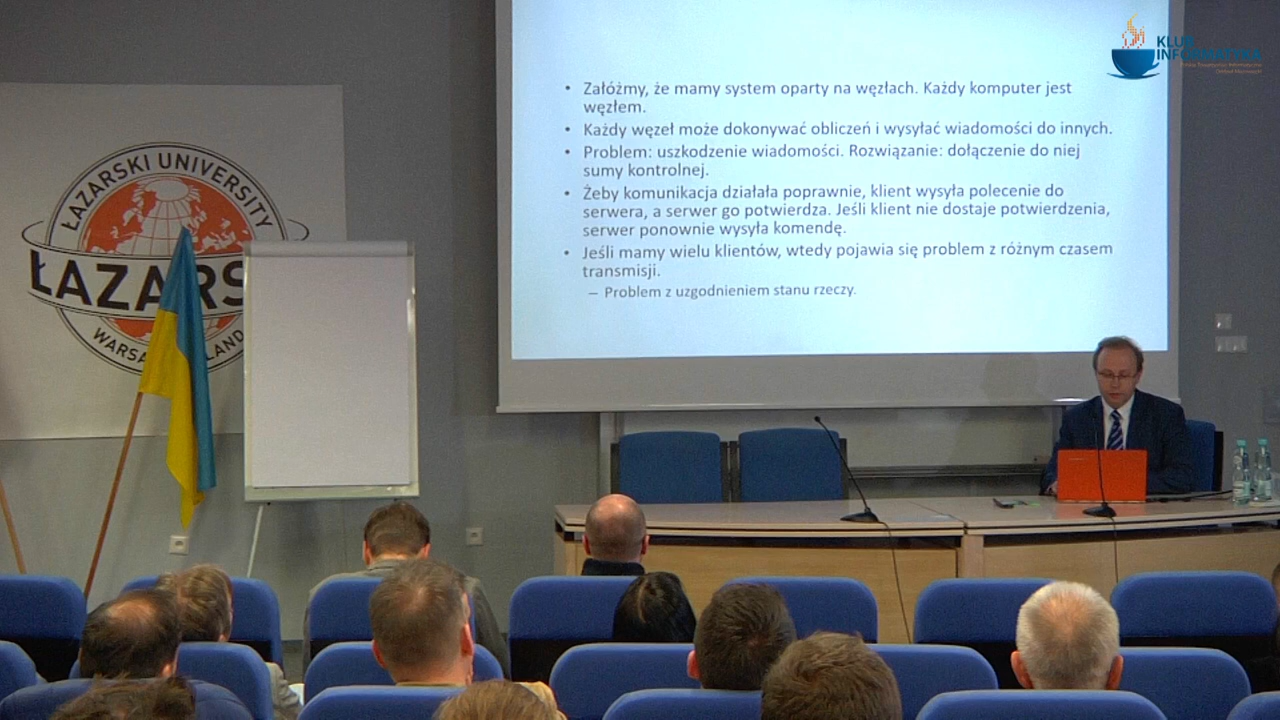 KLUB
INFORMATYKA
Polskie Towarzystwo Informatyczne
ŁAZARSKI UNIVERSITY
ŁAZARS
WARSA
LAND
• Załóżmy, że mamy system oparty na węzłach. Każdy komputer jest
węzłem.
• Każdy węzeł może dokonywać obliczeń i wysyłać wiadomości do innych.
• Problem: uszkodzenie wiadomości. Rozwiązanie: dołączenie do niej
sumy kontrolnej.
• Żeby komunikacja działała poprawnie, klient wysyła polecenie do
serwera, a serwer go potwierdza. Jeśli klient nie dostaje potwierdzenia,
serwer ponownie wysyła komendę.
• Jeśli mamy wielu klientów, wtedy pojawia się problem z różnym czasem
transmisji.
– Problem z uzgodnieniem stanu rzeczy.